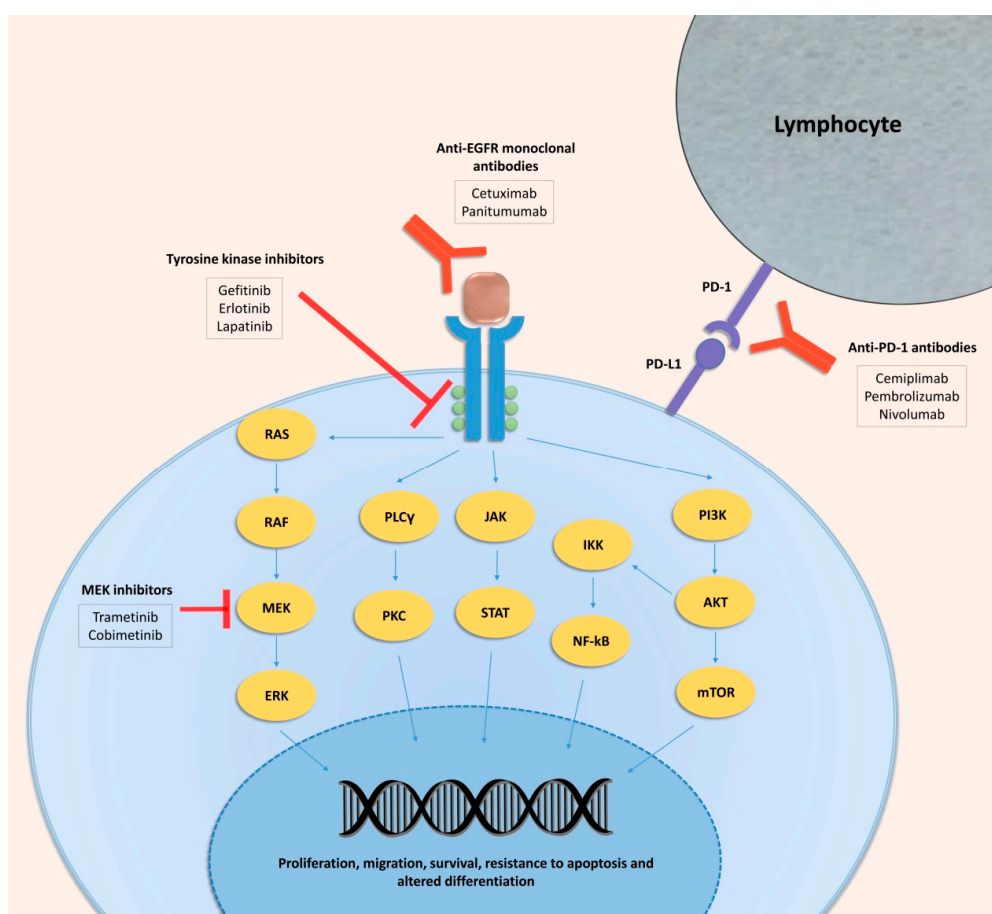 Lymphocyte
Anti-EGFR monoclonal
antibodies
Cetuximab
Panitumumab
Tyrosine kinase inhibitors
Gefitinib
Erlotinib
Lapatinib
PD-1
PD-L1
Anti-PD-1 antibodies
Cemiplimab
Pembrolizumab
Nivolumab
RAS
RAF
PLCγ
JAK
IKK
PI3K
MEK inhibitors
Trametinib
Cobimetinib
MEK
PKC
STAT
NF-kB
AKT
ERK
mTOR
Proliferation, migration, survival, resistance to apoptosis and
altered differentiation